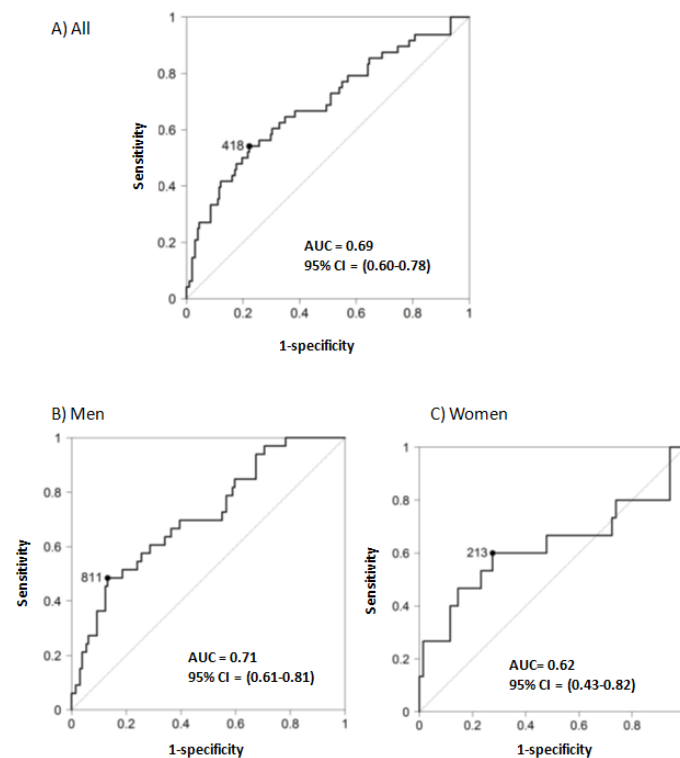 A) All
1
0.8
0.6
0.4
0.2
0
Sensitivity
418
AUC = 0.69
95% CI = (0.60-0.78)
0 0.2 0.4 0.6 0.8 1
1-specificity
B) Men
1
0.8
0.6
0.4
0.2
0
Sensitivity
811
AUC = 0.71
95% CI = (0.61-0.81)
0 0.2 0.4 0.6 0.8 1
1-specificity
C) Women
1
0.8
0.6
0.4
0.2
0
Sensitivity
213
AUC= 0.62
95% CI = (0.43-0.82)
0 0.2 0.4 0.6 0.8
1-specificity